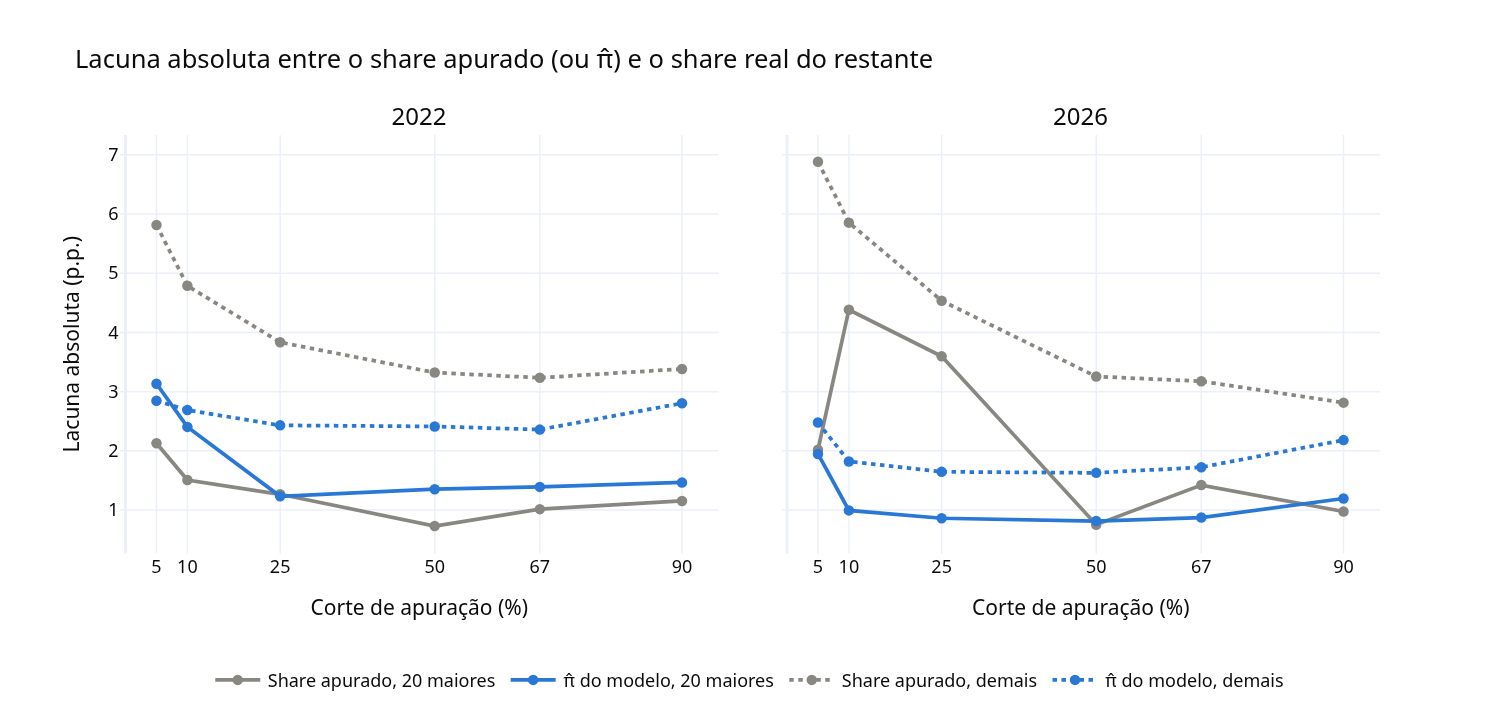 Lacuna absoluta entre o share apurado (ou π̂) e o share real do restante
2022
2026
Lacuna absoluta (p.p.)
7
6
5
4
3
2
1
5 10 25 50 67 90
5 10 25 50 67 90
Corte de apuração (%)
Corte de apuração (%)
Share apurado, 20 maiores π̂ do modelo, 20 maiores Share apurado, demais π̂ do modelo, demais